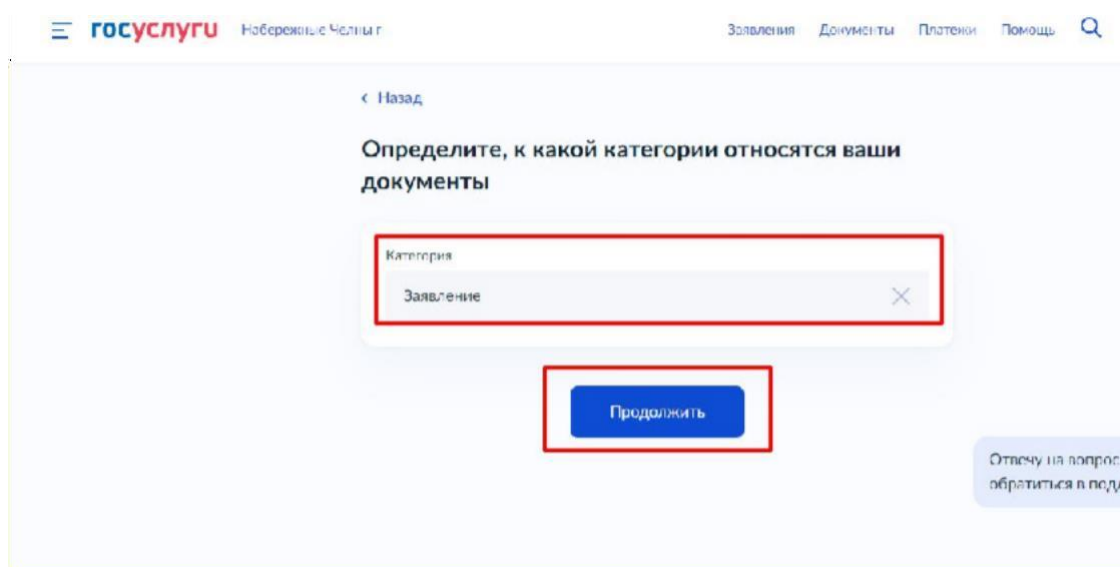 госуслуги Набережные Челны г Заявления Документы Платежи Помощь
Назад
Определите, к какой категории относятся ваши
документы
Категория
Заявление
Продолжить
Отвечу на вопрос
обратиться в под